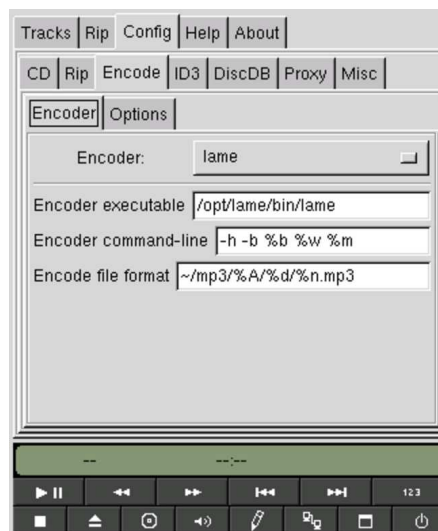 Tracks Rip Config Help About
CD Rip Encode ID3 DiscDB Proxy Misc
Encoder Options
Encoder: lame
Encoder executable /opt/lame/bin/lame
Encoder command-line -h -b %b %w %m
Encode file format ~/mp3/%A/%d/%n.mp3
-- --:--
123